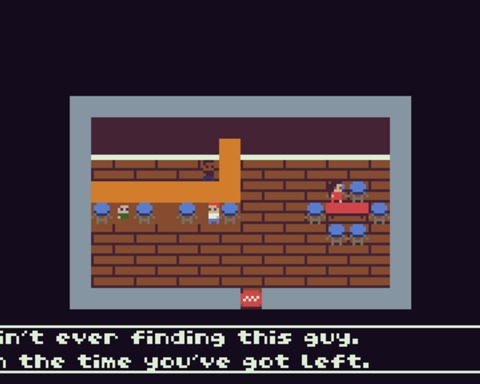 in't ever finding this guy.
n the time you've got left.